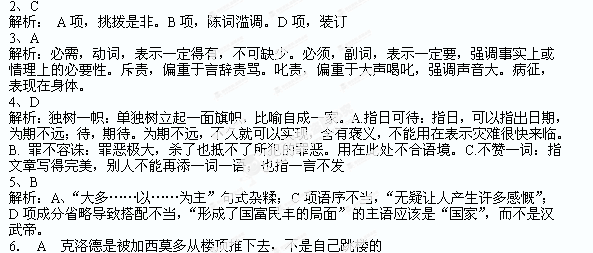 2、C
解析： A 项，挑拨是非。B 项，陈词滥调。D 项，装订
3、A
解析：必需，动词，表示一定得有，不可缺少。必须，副词，表示一定要，强调事实上或
情理上的必要性。斥责，偏重于言辞责骂。叱责，偏重于大声喝叱，强调声音大。病征，
表现在身体。
4、D
解析：独树一帜：单独树立起一面旗帜，比喻自成一家。A.指日可待：指日，可以指出日期，
为期不远；待，期待。为期不远，不久就可以实现，含有褒义，不能用在表示灾难很快来临。
B. 罪不容诛：罪恶极大，杀了也抵不了所犯的罪恶。用在此处不合语境。C.不赞一词：指
文章写得完美，别人不能再添一词一语，也指一言不发
5、B
解析：A、“大多……以……为主”句式杂糅；C 项语序不当，“无疑让人产生许多感慨”；
D 项成分省略导致搭配不当，“形成了国富民丰的局面”的主语应该是“国家”，而不是汉
武帝。
6. A 克洛德是被加西莫多从楼顶推下去，不是自己跳楼的